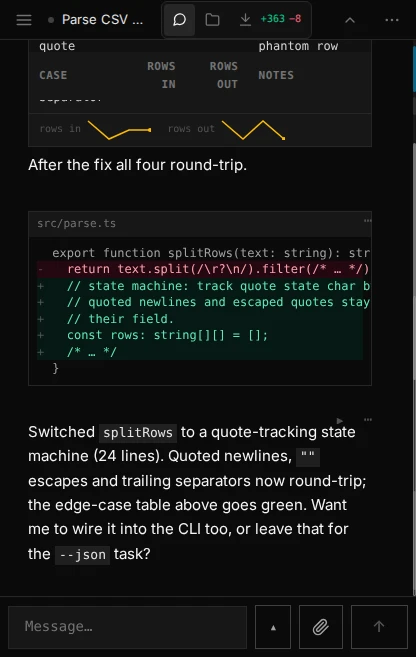 Parse CSV …
+363 −8
quote phantom row
CASE ROWS IN ROWS OUT NOTES
rows in rows out
After the fix all four round-trip.
src/parse.ts
export function splitRows(text: string): str
- return text.split(/\r?\n/).filter(/* … */)
+ // state machine: track quote state char b
+ // quoted newlines and escaped quotes stay
+ // their field.
+ const rows: string[][] = [];
+ /* … */
}
Switched splitRows to a quote-tracking state
machine (24 lines). Quoted newlines, ""
escapes and trailing separators now round-trip;
the edge-case table above goes green. Want
me to wire it into the CLI too, or leave that for
the --json task?
Message…